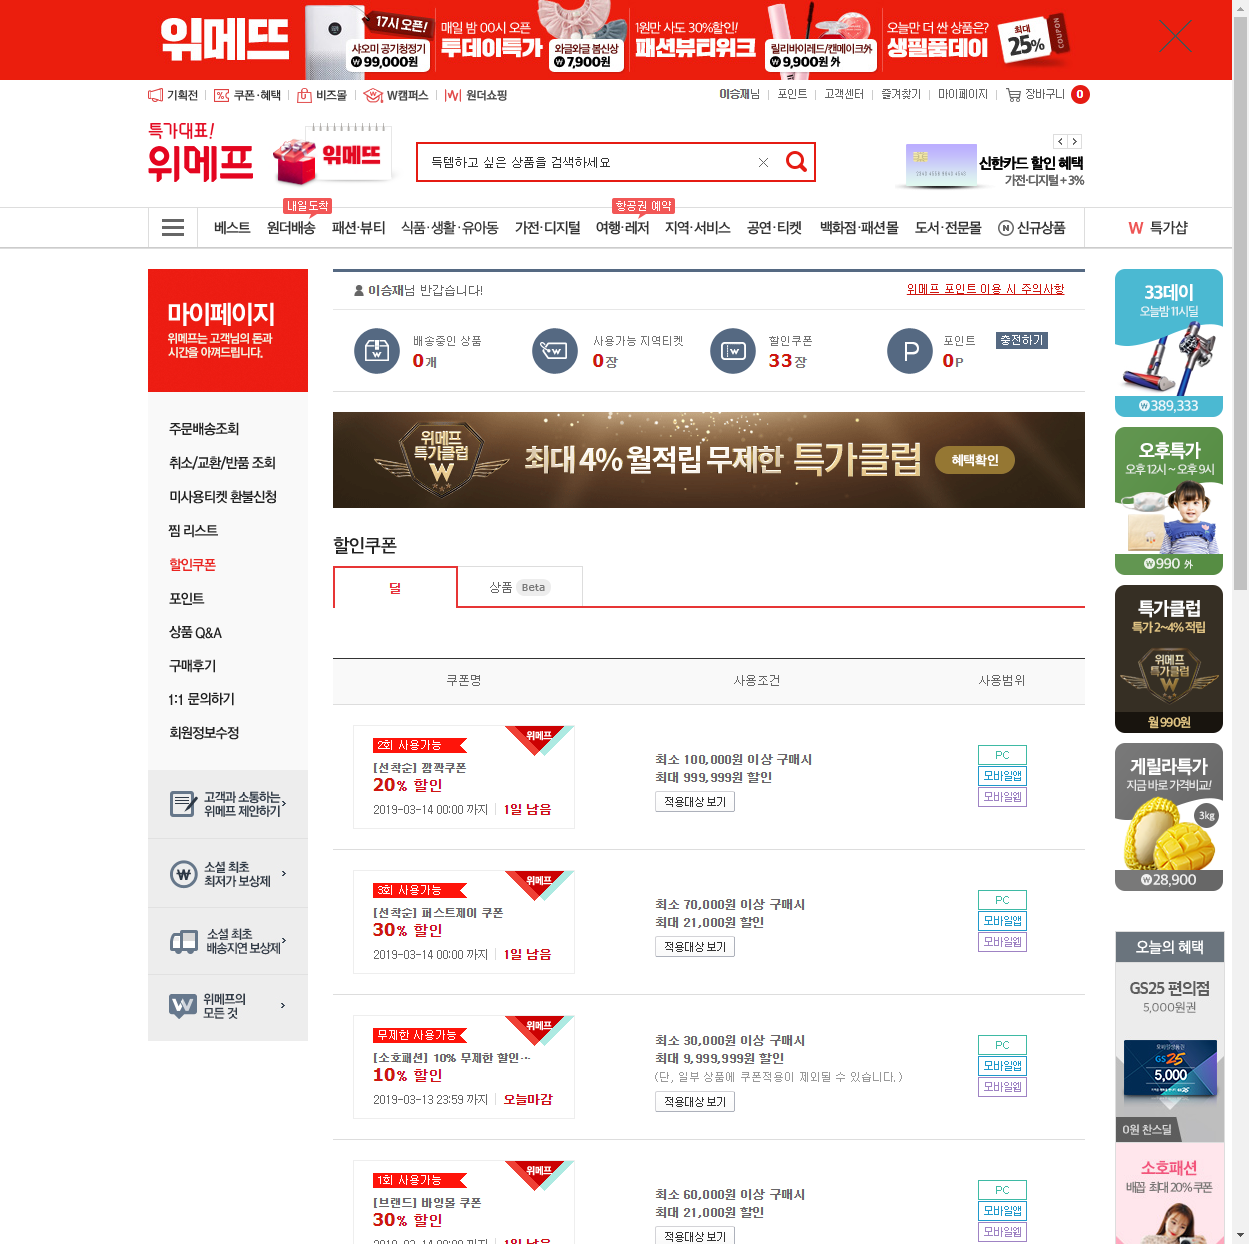 위메뜨
17시 오픈!
샤오미 공기청정기
₩99,000원
매일 밤 00시 오픈
투데이특가
와글와글 봄신상
₩7,900원
1원만 사도 30%할인!
패션뷰티위크
릴리바이레드/캔메이크外
₩9,900원 外
오늘만 더 싼 상품은?
생필품데이
최대
25%
COUPON
기획전
쿠폰·혜택
비즈몰
W캠퍼스
원더쇼핑
이승재님
포인트
고객센터
즐겨찾기
마이페이지
장바구니
0
특가대표!
위메프
위메뜨
득템하고 싶은 상품을 검색하세요
신한카드 할인 혜택
가전·디지털 +3%
내일도착
항공권 예약
베스트
원더배송
패션·뷰티
식품·생활·유아동
가전·디지털
여행·레저
지역·서비스
공연·티켓
백화점·패션몰
도서·전문몰
N 신규상품
W 특가샵
마이페이지
위메프는 고객님의 돈과
시간을 아껴드립니다.
주문배송조회
취소/교환/반품 조회
미사용티켓 환불신청
찜 리스트
할인쿠폰
포인트
상품 Q&A
구매후기
1:1 문의하기
회원정보수정
고객과 소통하는
위메프 제안하기
소셜 최초
최저가 보상제
소셜 최초
배송지연 보상제
위메프의
모든 것
이승재님 반갑습니다!
위메프 포인트 이용 시 주의사항
배송중인 상품
0개
사용가능 지역티켓
0장
할인쿠폰
33장
포인트
0P
충전하기
위메프
특가클럽
W
최대 4% 월적립 무제한 특가클럽
혜택확인
할인쿠폰
딜
상품 Beta
쿠폰명
사용조건
사용범위
2회 사용가능
위메프
[선착순] 깜짝쿠폰
20% 할인
2019-03-14 00:00 까지
1일 남음
최소 100,000원 이상 구매시
최대 999,999원 할인
적용대상 보기
PC
모바일앱
모바일웹
3회 사용가능
위메프
[선착순] 퍼스트제이 쿠폰
30% 할인
2019-03-14 00:00 까지
1일 남음
최소 70,000원 이상 구매시
최대 21,000원 할인
적용대상 보기
PC
모바일앱
모바일웹
무제한 사용가능
위메프
[소호패션] 10% 무제한 할인…
10% 할인
2019-03-13 23:59 까지
오늘마감
최소 30,000원 이상 구매시
최대 9,999,999원 할인
(단, 일부 상품에 쿠폰적용이 제외될 수 있습니다.)
적용대상 보기
PC
모바일앱
모바일웹
1회 사용가능
위메프
[브랜드] 바잉몰 쿠폰
30% 할인
2019-03-14 00:00 까지
1일 남음
최소 60,000원 이상 구매시
최대 21,000원 할인
적용대상 보기
PC
모바일앱
모바일웹
33데이
오늘밤 11시딜
₩389,333
오후특가
오후 12시 ~ 오후 9시
₩990 外
특가클럽
특가 2~4% 적립
위메프
특가클럽
W
월 990원
게릴라특가
지금 바로 가격비교!
3kg
₩28,900
오늘의 혜택
GS25 편의점
5,000원권
모바일상품권
GS25
5,000
0원 찬스딜
소호패션
배꼽 최대 20% 쿠폰